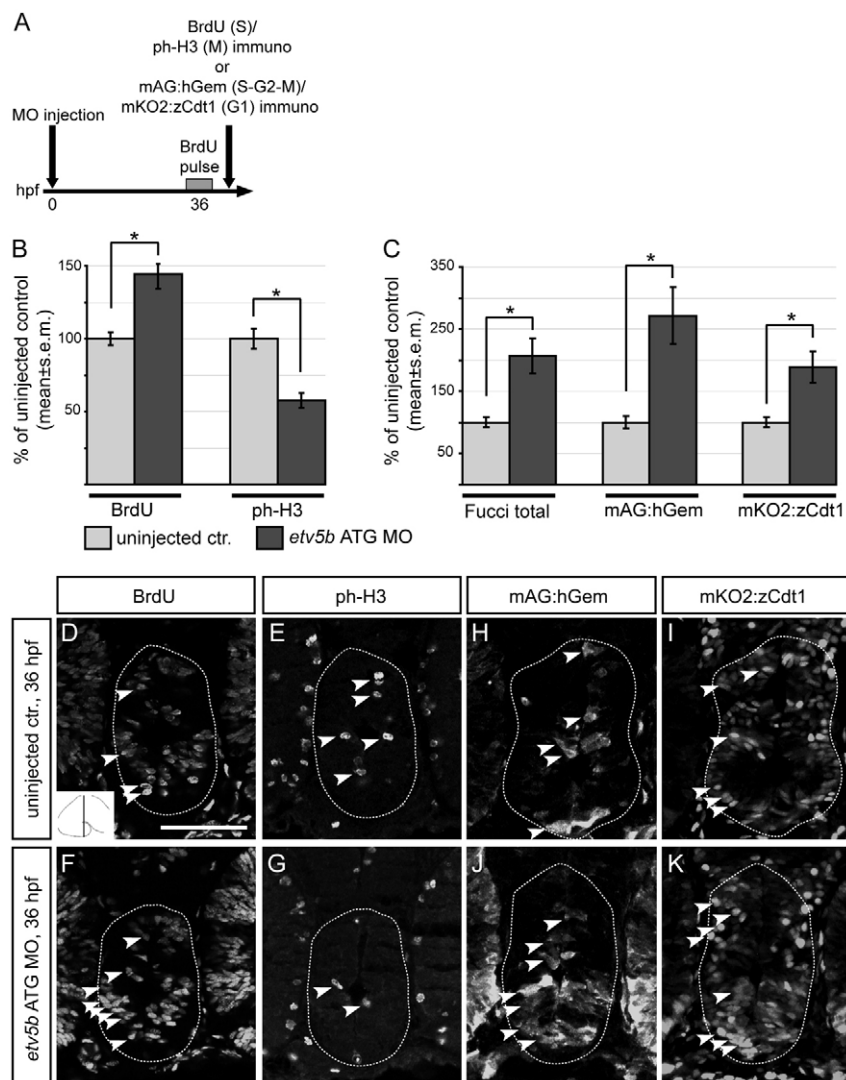 A
BrdU (S)/
ph-H3 (M) immuno
or
mAG:hGem (S-G2-M)/
mKO2:zCdt1 (G1) immuno
MO injection
BrdU
pulse
hpf
0
36
B
% of uninjected control
(mean±s.e.m.)
150
100
50
*
*
BrdU
ph-H3
C
% of uninjected control
(mean±s.e.m.)
350
250
150
50
*
*
*
Fucci total
mAG:hGem
mKO2:zCdt1
uninjected ctr.
etv5b ATG MO
BrdU
ph-H3
mAG:hGem
mKO2:zCdt1
uninjected ctr., 36 hpf
D
E
H
I
etv5b ATG MO, 36 hpf
F
G
J
K